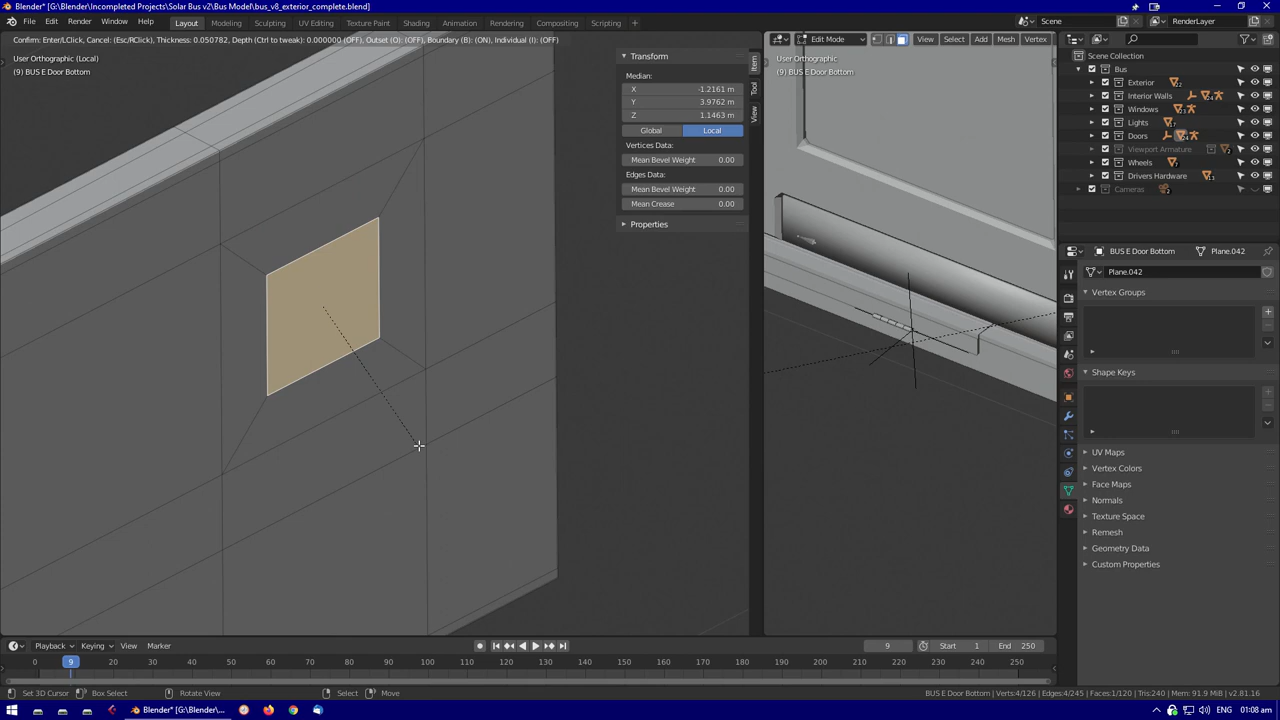 Blender* [G:\Blender\Incompleted Projects\Solar Bus v2\Bus Model\bus_v8_exterior_complete.blend]
File Edit Render Window Help Layout Modeling Sculpting UV Editing Texture Paint Shading Animation Rendering Compositing Scripting Scene RenderLayer
Confirm: Enter/LClick, Cancel: (Esc/RClick), Thickness: 0.050782, Depth (Ctrl to tweak): 0.000000 (OFF), Outset (O): (OFF), Boundary (B): (ON), Individual (I): (OFF)
Edit Mode View Select Add Mesh Vertex
User Orthographic (Local)
(9) BUS E Door Bottom
Transform
Median:
X -1.2161 m
Y 3.9762 m
Z 1.1463 m
Global Local
Vertices Data:
Mean Bevel Weight 0.00
Edges Data:
Mean Bevel Weight 0.00
Mean Crease 0.00
Properties
Item
Tool
View
User Orthographic
(9) BUS E Door Bottom
Scene Collection
Bus
Exterior 22
Interior Walls
Windows
Lights
Doors
Viewport Armature 2
Wheels
Drivers Hardware 13
Cameras 2
BUS E Door Bottom Plane.042
Plane.042
Vertex Groups
Shape Keys
UV Maps
Vertex Colors
Face Maps
Normals
Texture Space
Remesh
Geometry Data
Custom Properties
Playback Keying View Marker 9 Start 1 End 250
0 9 20 30 40 50 60 70 80 90 100 110 120 130 140 150 160 170 180 190 200 210 220 230 240 250
Set 3D Cursor Box Select Rotate View Select Move BUS E Door Bottom | Verts:4/126 | Edges:4/245 | Faces:1/120 | Tris:240 | Mem: 91.9 MiB | v2.81.16
Blender* [G:\Blende... ENG 01:08 am